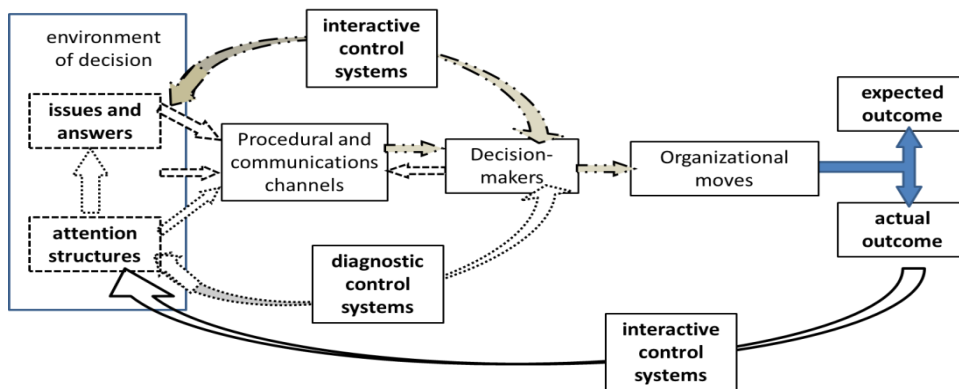 environment
of decision
issues and
answers
attention
structures
interactive
control
systems
Procedural and
communications
channels
Decision-
makers
diagnostic
control
systems
Organizational
moves
expected
outcome
actual
outcome
interactive
control
systems